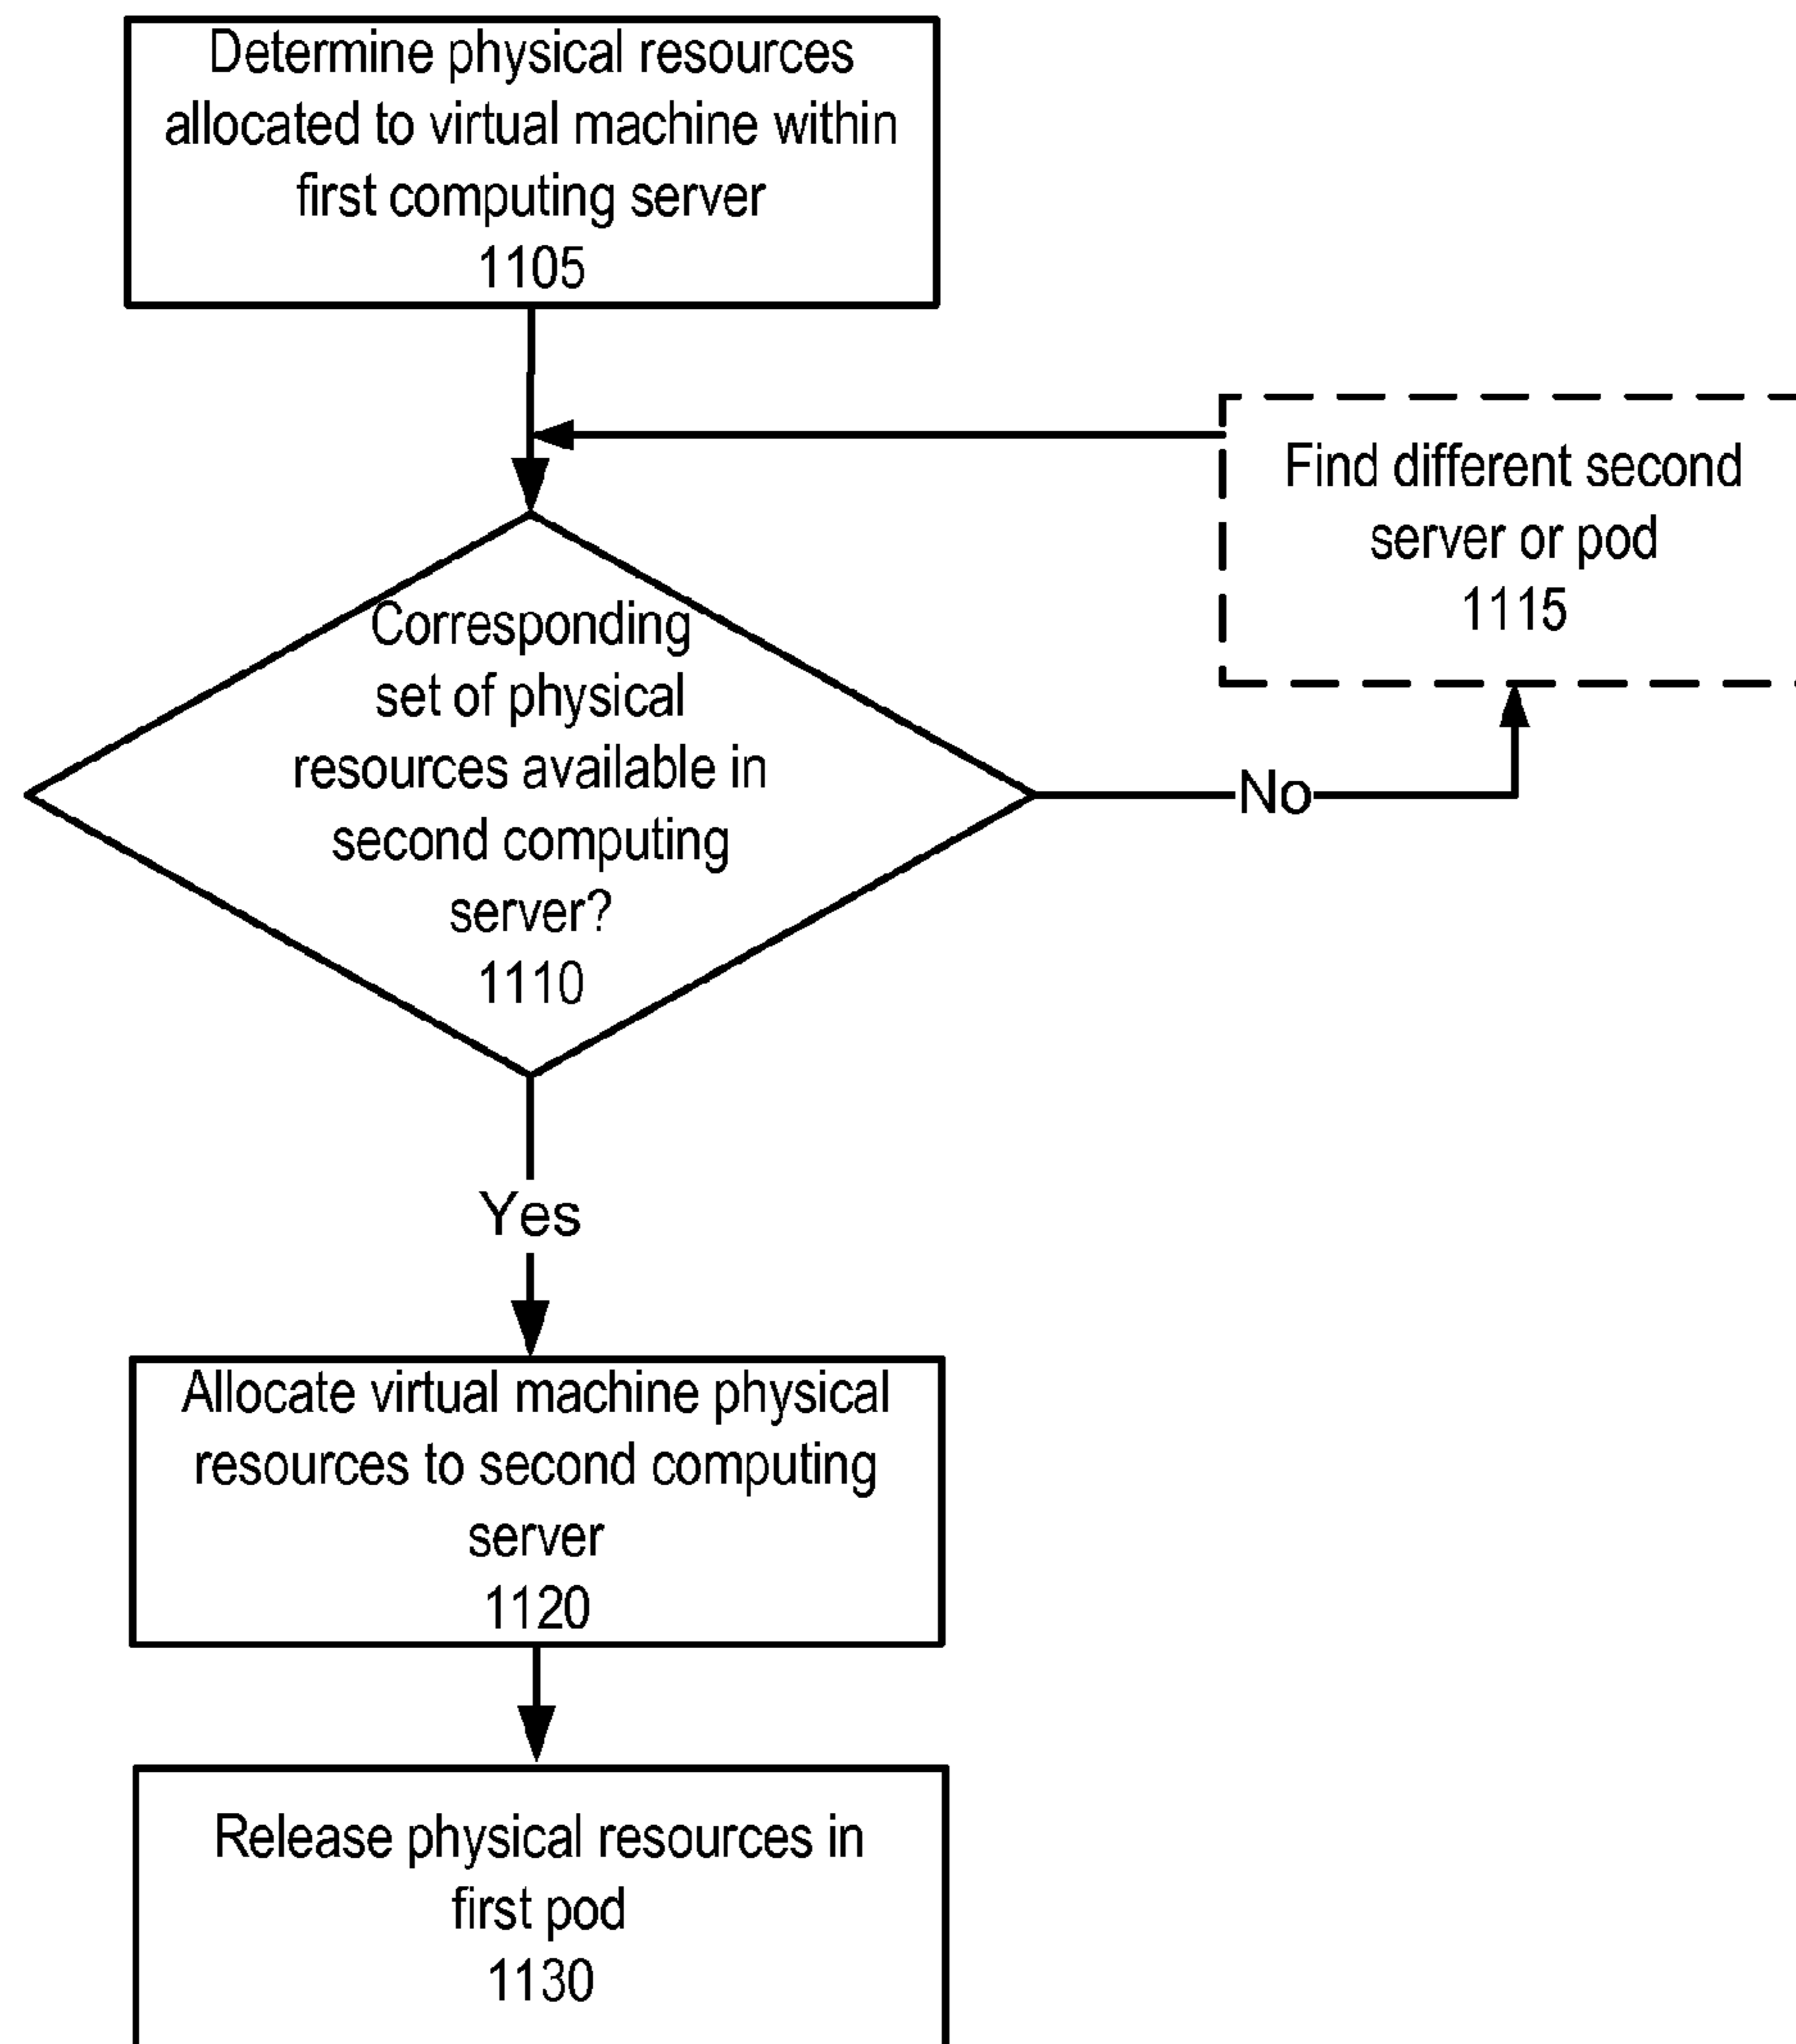 Determine physical resources
allocated to virtual machine within
first computing server
1105
Find different second
server or pod
1115
Corresponding
set of physical
resources available in
second computing
server?
1110
No
Yes
Allocate virtual machine physical
resources to second computing
server
1120
Release physical resources in
first pod
1130